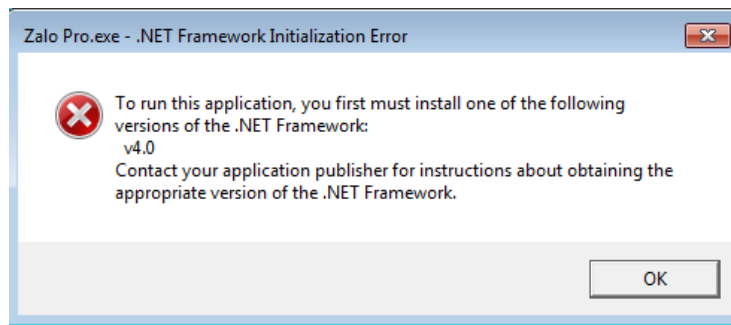 Zalo Pro.exe - .NET Framework Initialization Error
To run this application, you first must install one of the following
versions of the .NET Framework:
v4.0
Contact your application publisher for instructions about obtaining the
appropriate version of the .NET Framework.
OK